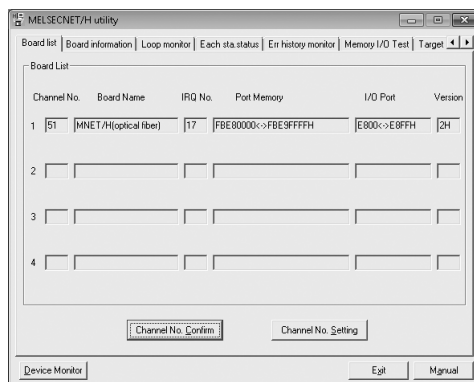 MELSECNET/H utility
Board list Board information Loop monitor Each sta.status Err history monitor Memory I/O Test Target
Board List
Channel No. Board Name IRQ No. Port Memory I/O Port Version
1 51 MNET/H(optical fiber) 17 FBE80000<->FBE9FFFFH E800<->E8FFH 2H
2
3
4
Channel No. Confirm Channel No. Setting
Device Monitor Exit Manual